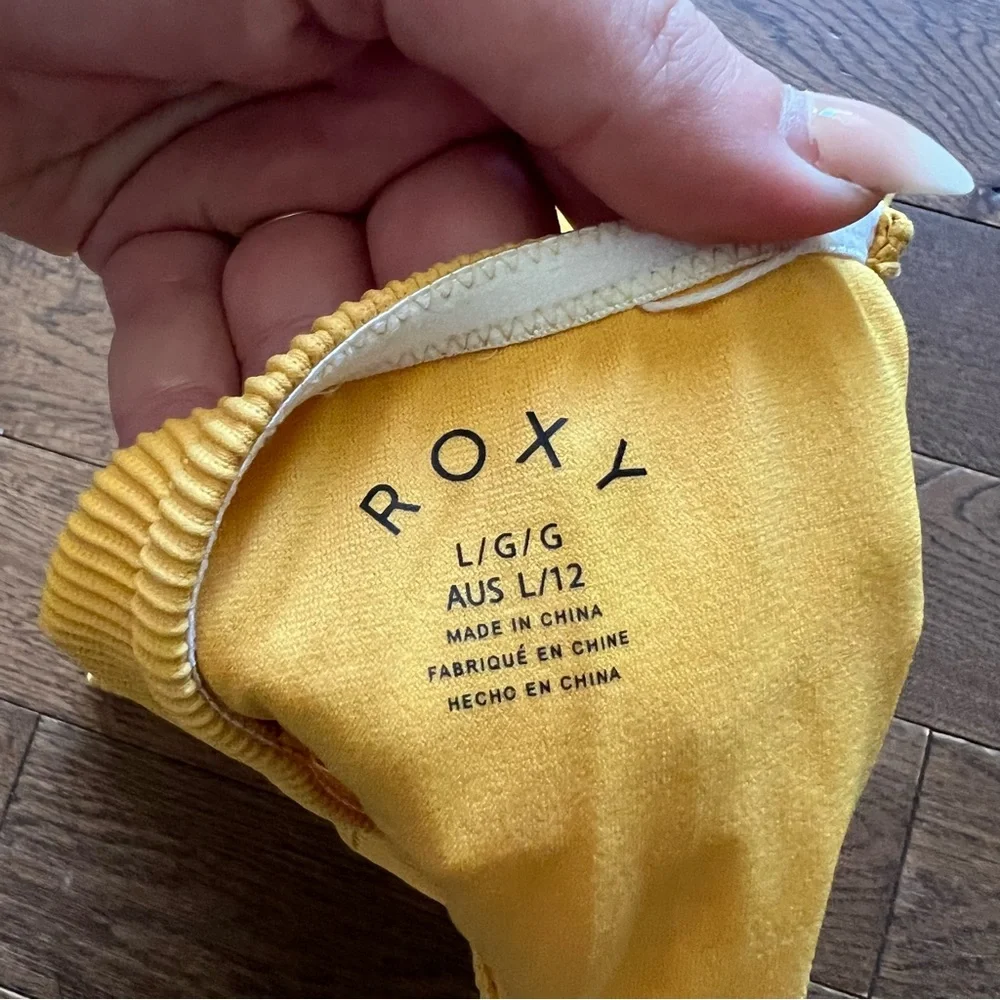 ROXY
L/G/G
AUS L/12
MADE IN CHINA
FABRIQUÉ EN CHINE
HECHO EN CHINA